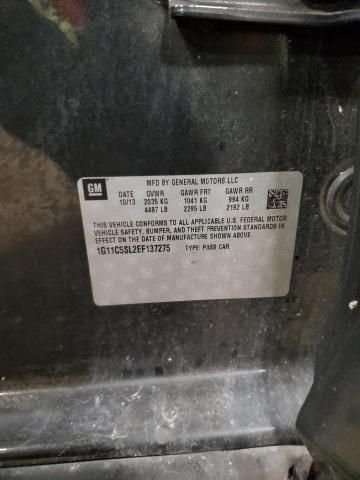 GM
MFD BY GENERAL MOTORS LLC
DATE GVWR GAWR FRT GAWR RR
10/13 2035 KG 1041 KG 994 KG
4487 LB 2295 LB 2192 LB
THIS VEHICLE CONFORMS TO ALL APPLICABLE U.S. FEDERAL MOTOR
VEHICLE SAFETY, BUMPER, AND THEFT PREVENTION STANDARDS
IN EFFECT ON THE DATE OF MANUFACTURE SHOWN ABOVE.
1G11C5SL2EF137275 TYPE: PASS CAR